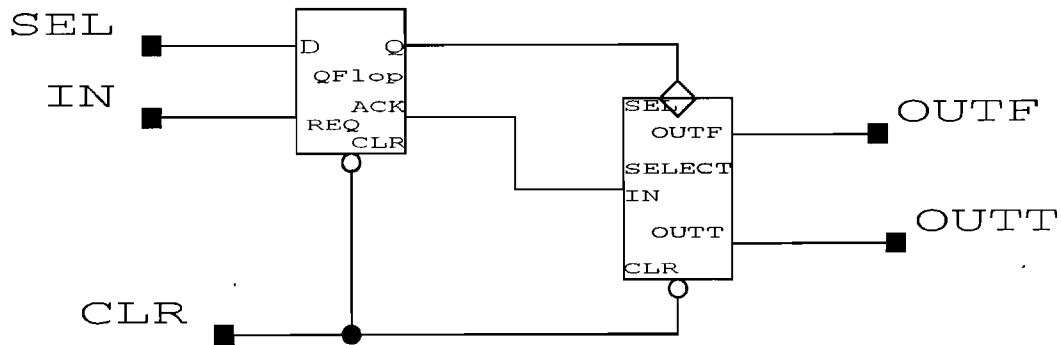 SEL
D
Q
QFlop
IN
ACK
REQ
CLR
SEL
OUTF
OUTF
SELECT
IN
OUTT
OUTT
CLR
CLR